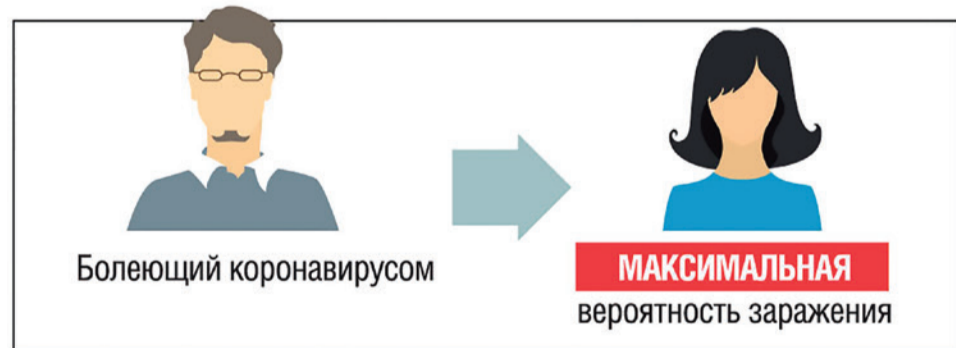 Болеющий коронавирусом
МАКСИМАЛЬНАЯ
вероятность заражения